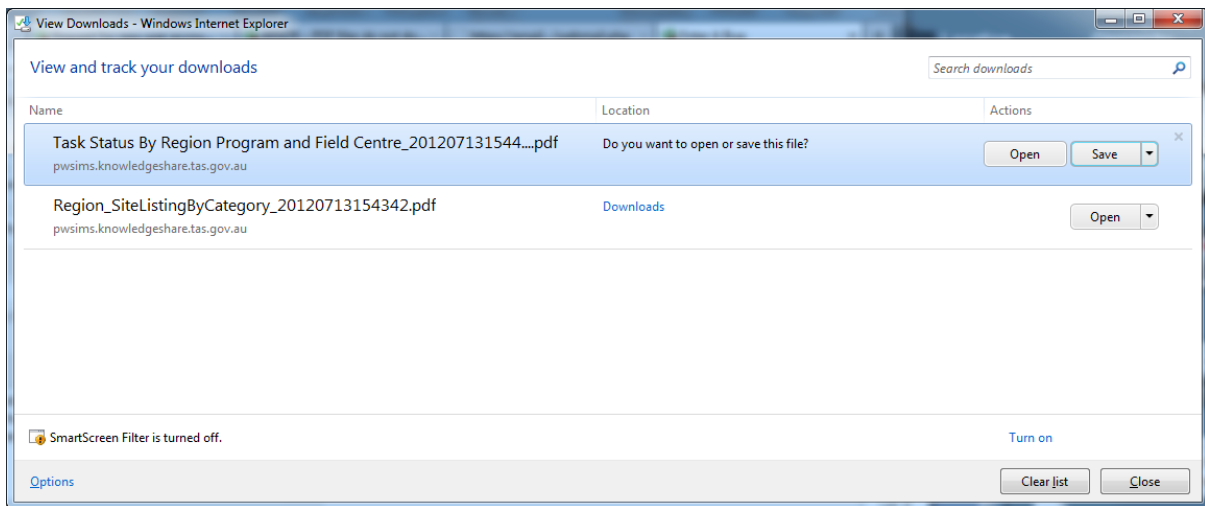 View Downloads - Windows Internet Explorer
View and track your downloads
Search downloads
Name Location Actions
Task Status By Region Program and Field Centre_201207131544....pdf Do you want to open or save this file? Open Save
pwsims.knowledgeshare.tas.gov.au
Region_SiteListingByCategory_20120713154342.pdf Downloads Open
pwsims.knowledgeshare.tas.gov.au
SmartScreen Filter is turned off. Turn on
Options Clear list Close